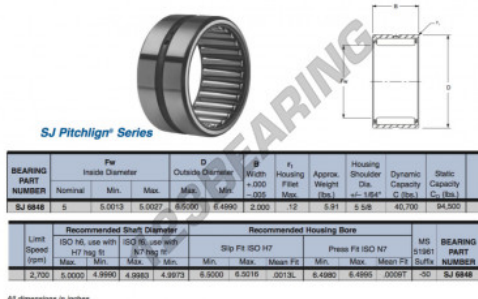 B
r₁
Fw
D
123BEARING
SJ Pitchlign® Series
BEARING PART NUMBER
Fw Inside Diameter
D Outside Diameter
B Width +.000 -.005
r₁ Housing Fillet Max.
Approx. Weight (lbs.)
Housing Shoulder Dia. +/- 1/64"
Dynamic Capacity C (lbs.)
Static Capacity C₀ (lbs.)
Nominal Min. Max. Max. Min.
SJ 6848 5 5.0013 5.0027 6.5000 6.4990 2.000 .12 5.91 5 5/8 40,700 94,500
Limit Speed (rpm)
Recommended Shaft Diameter
Recommended Housing Bore
MS 51961 Suffix
BEARING PART NUMBER
ISO h6, use with H7 hsg fit
ISO f6, use with N7 hsg fit
Slip Fit ISO H7
Press Fit ISO N7
Max. Min. Max. Min. Min. Max. Mean Fit Min. Max. Mean Fit
2,700 5.0000 4.9990 4.9983 4.9973 6.5000 6.5016 .0013L 6.4980 6.4995 .0009T -50 SJ 6848
All dimensions in inches